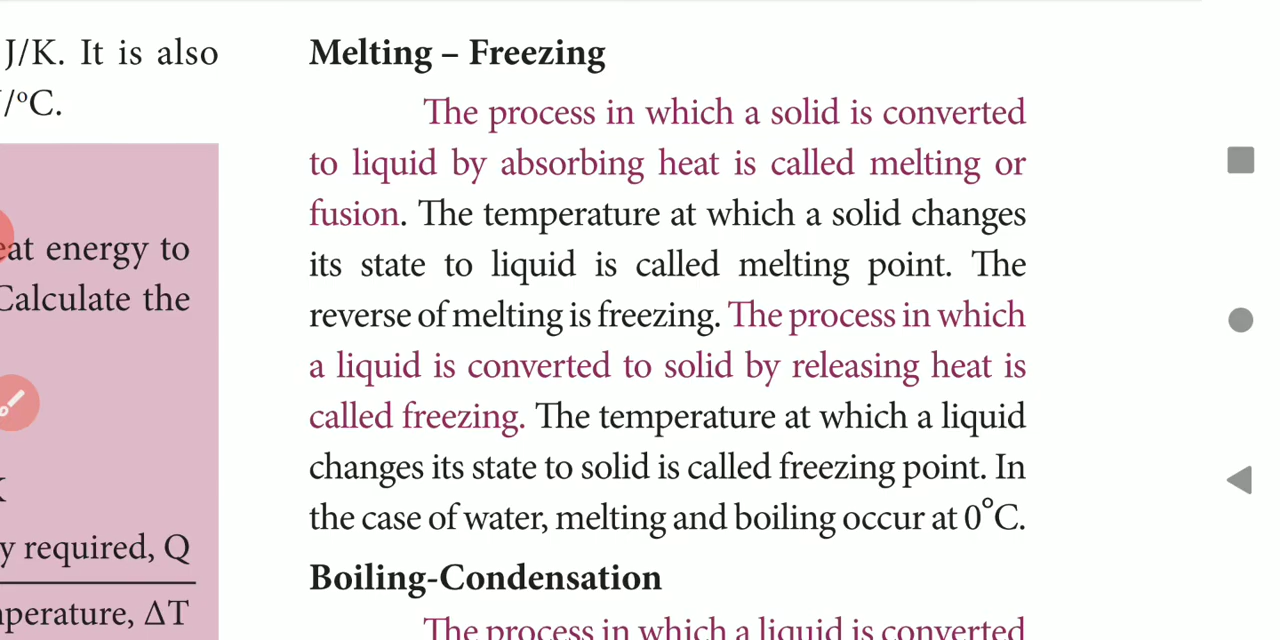 J/K. It is also
/°C.
eat energy to
Calculate the
y required, Q
mperature, ΔT
Melting – Freezing
The process in which a solid is converted
to liquid by absorbing heat is called melting or
fusion. The temperature at which a solid changes
its state to liquid is called melting point. The
reverse of melting is freezing. The process in which
a liquid is converted to solid by releasing heat is
called freezing. The temperature at which a liquid
changes its state to solid is called freezing point. In
the case of water, melting and boiling occur at 0°C.
Boiling-Condensation
The process in which a liquid is converted